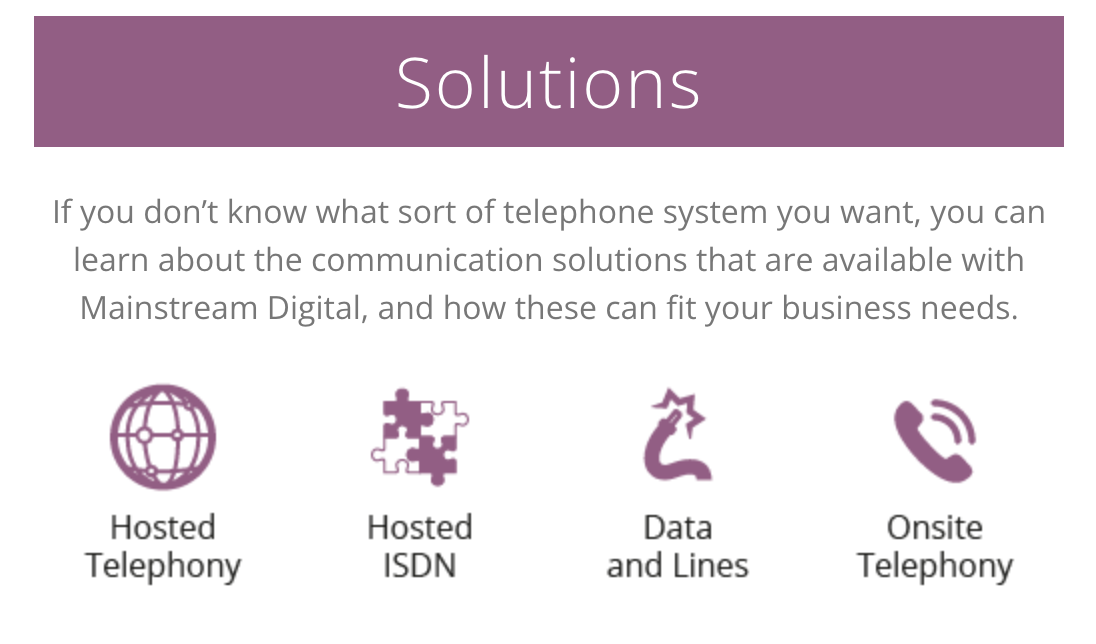 Solutions
If you don’t know what sort of telephone system you want, you can
learn about the communication solutions that are available with
Mainstream Digital, and how these can fit your business needs.
Hosted
Telephony
Hosted
ISDN
Data
and Lines
Onsite
Telephony